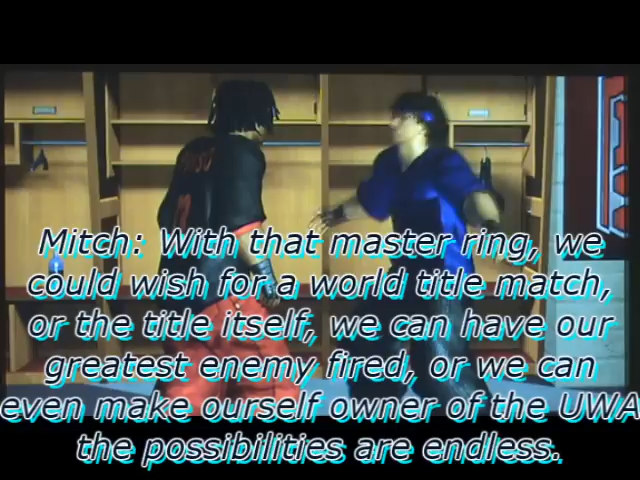 Mitch: With that master ring, we
could wish for a world title match,
or the title itself, we can have our
greatest enemy fired, or we can
even make ourself owner of the UWA
the possibilities are endless.